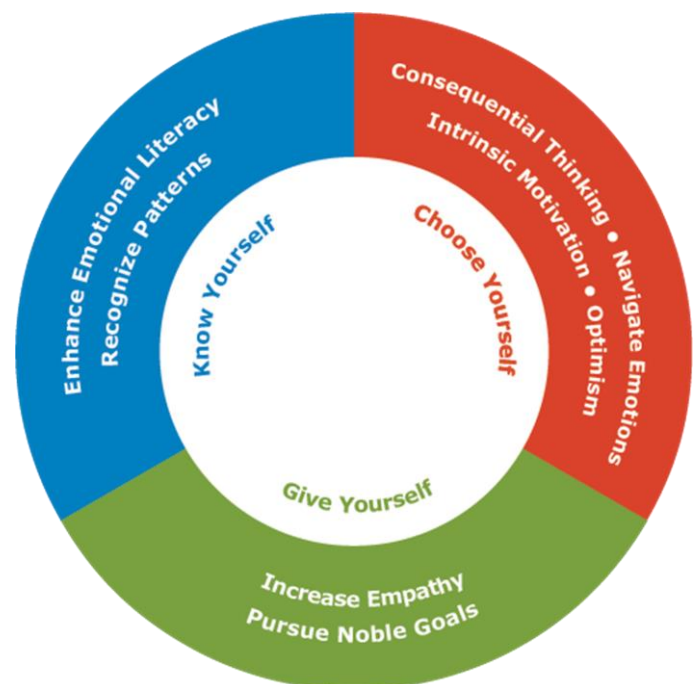 Enhance Emotional Literacy
Recognize Patterns
Know Yourself
Consequential Thinking • Navigate Emotions
Intrinsic Motivation • Optimism
Choose Yourself
Give Yourself
Increase Empathy
Pursue Noble Goals